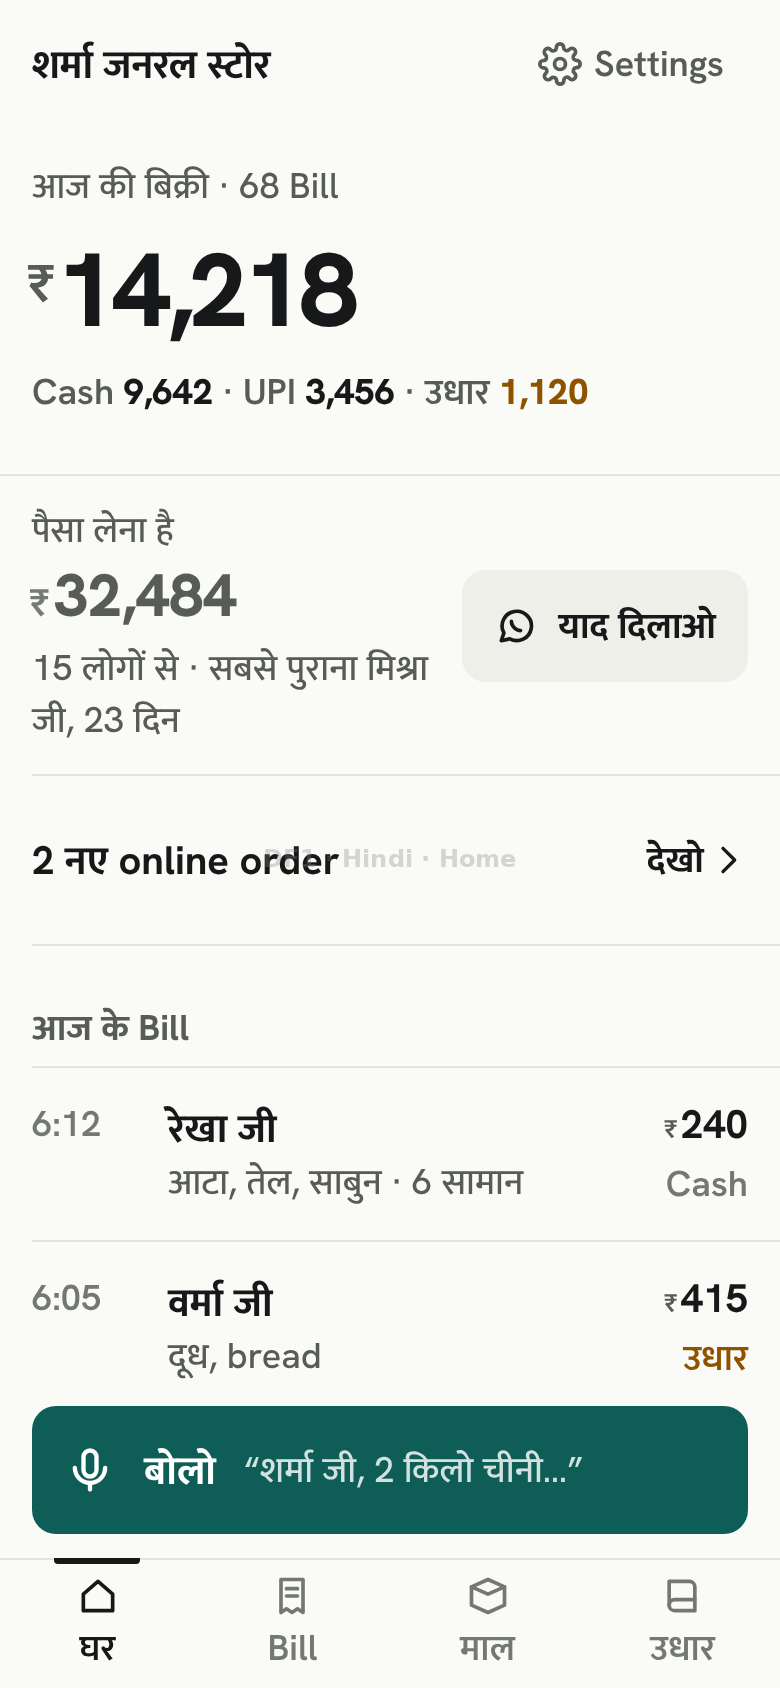 शर्मा जनरल स्टोर
Settings
आज की बिक्री · 68 Bill
₹14,218
Cash 9,642 · UPI 3,456 · उधार 1,120
पैसा लेना है
₹32,484
15 लोगों से · सबसे पुराना मिश्रा
जी, 23 दिन
याद दिलाओ
2 नए online order
देखो
Hindi · Home
आज के Bill
6:12
रेखा जी
₹240
आटा, तेल, साबुन · 6 सामान
Cash
6:05
वर्मा जी
₹415
दूध, bread
उधार
बोलो “शर्मा जी, 2 किलो चीनी...”
घर
Bill
माल
उधार